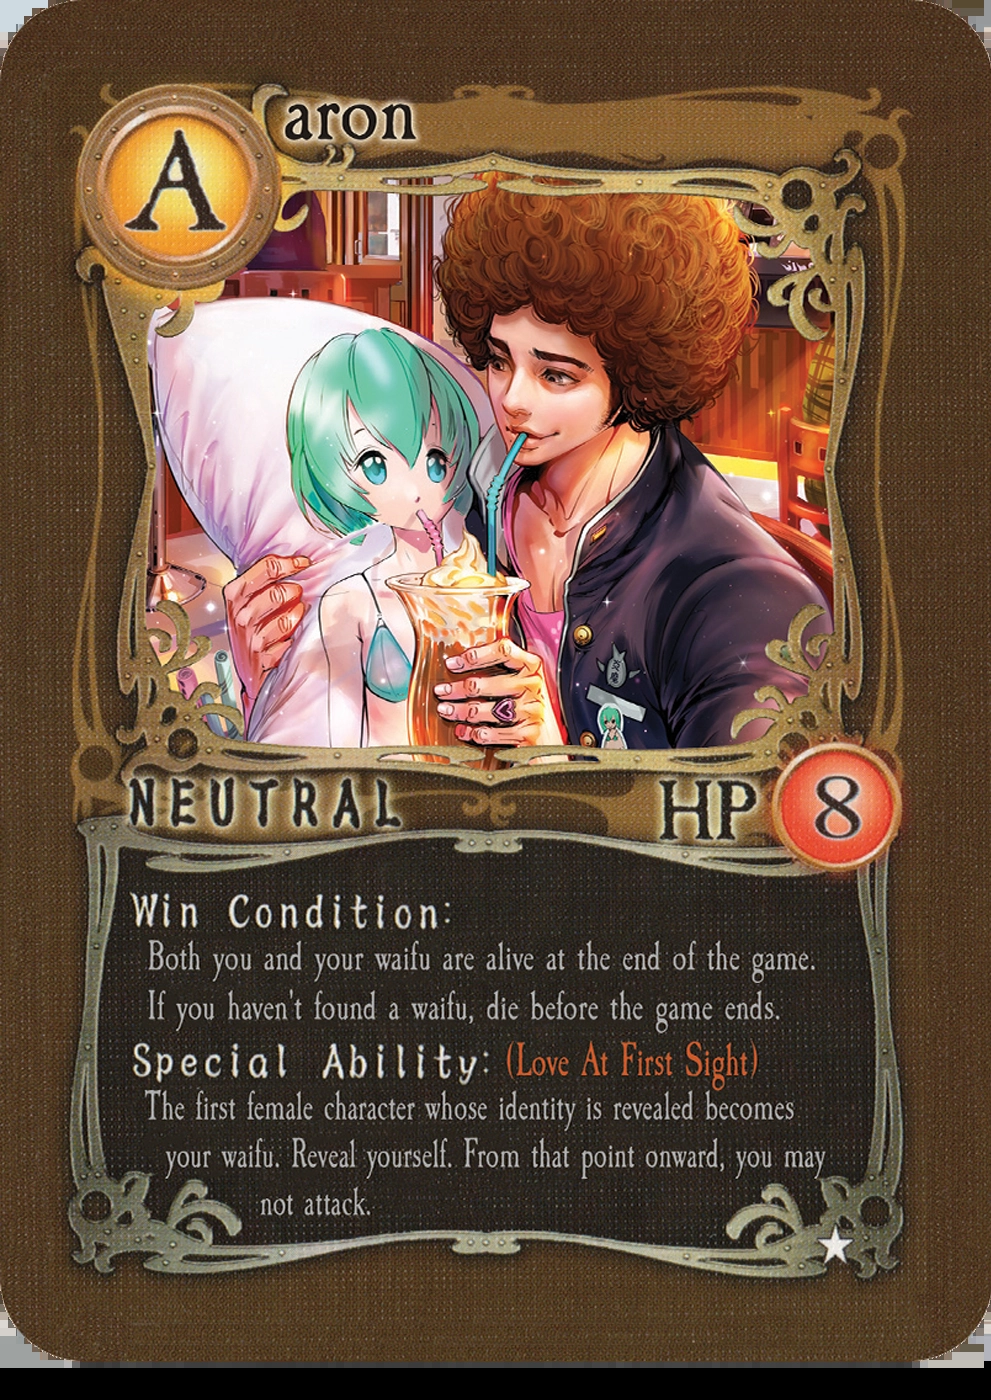 A
aron
NEUTRAL
HP 8
Win Condition:
Both you and your waifu are alive at the end of the game.
If you haven't found a waifu, die before the game ends.
Special Ability: (Love At First Sight)
The first female character whose identity is revealed becomes
your waifu. Reveal yourself. From that point onward, you may
not attack.